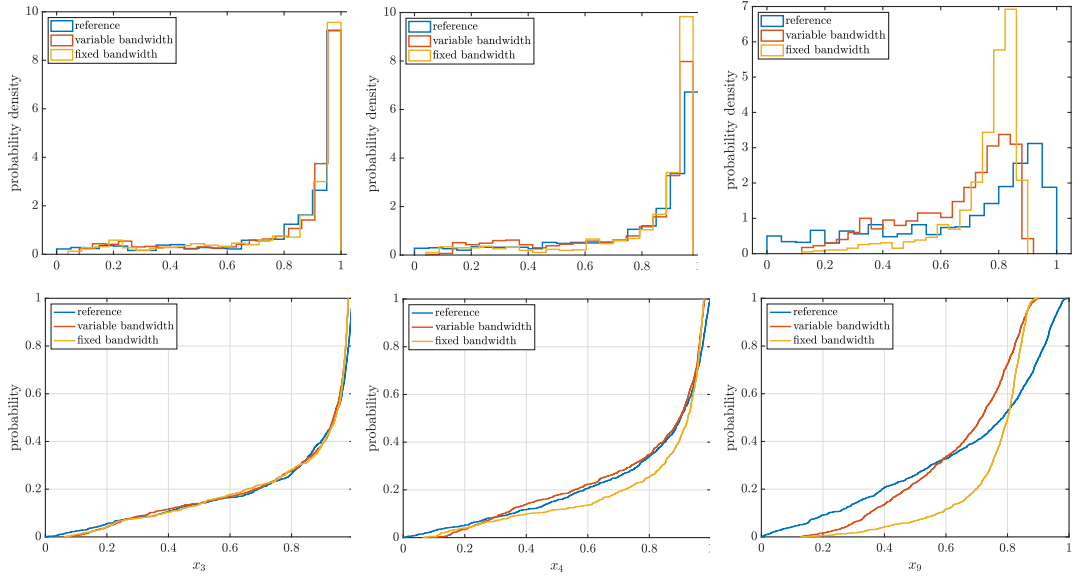 10
8
6
4
2
0
0
0.2
0.4
0.6
0.8
1
probability density
reference
variable bandwidth
fixed bandwidth
10
8
6
4
2
0
0
0.2
0.4
0.6
0.8
1
probability density
reference
variable bandwidth
fixed bandwidth
7
6
5
4
3
2
1
0
0
0.2
0.4
0.6
0.8
1
probability density
reference
variable bandwidth
fixed bandwidth
1
0.8
0.6
0.4
0.2
0
0
0.2
0.4
0.6
0.8
probability
x₃
reference
variable bandwidth
fixed bandwidth
1
0.8
0.6
0.4
0.2
0
0
0.2
0.4
0.6
0.8
1
probability
x₄
reference
variable bandwidth
fixed bandwidth
1
0.8
0.6
0.4
0.2
0
0
0.2
0.4
0.6
0.8
1
probability
x₉
reference
variable bandwidth
fixed bandwidth